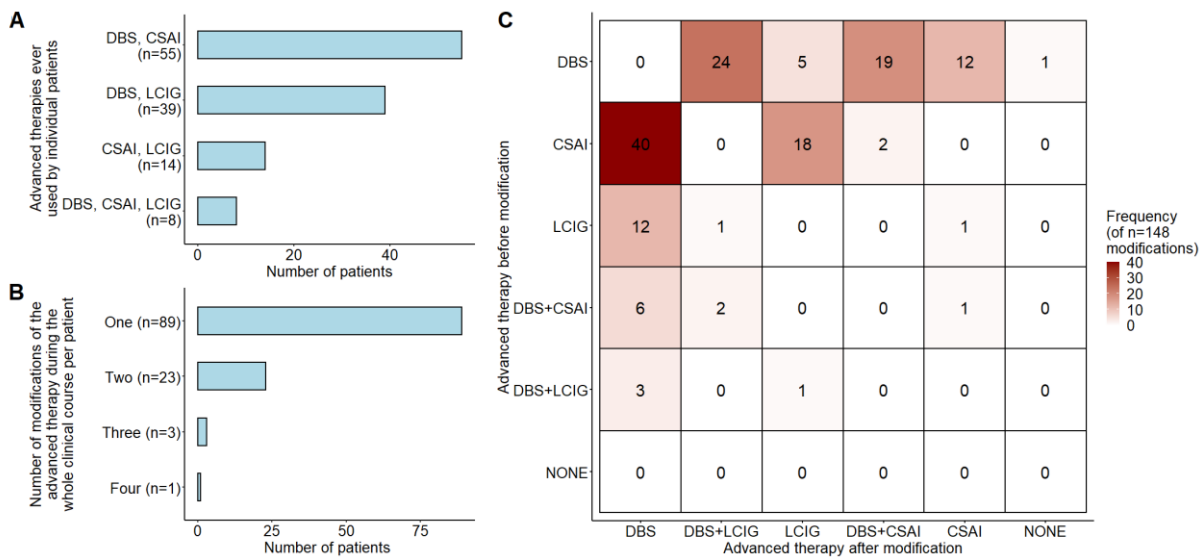 A
Advanced therapies ever
used by individual patients
DBS, CSAI
(n=55)
DBS, LCIG
(n=39)
CSAI, LCIG
(n=14)
DBS, CSAI, LCIG
(n=8)
0 20 40
Number of patients
B
Number of modifications of the
advanced therapy during the
whole clinical course per patient
One (n=89)
Two (n=23)
Three (n=3)
Four (n=1)
0 25 50 75
Number of patients
C
Advanced therapy before modification
DBS 0 24 5 19 12 1
CSAI 40 0 18 2 0 0
LCIG 12 1 0 0 1 0
DBS+CSAI 6 2 0 0 1 0
DBS+LCIG 3 0 1 0 0 0
NONE 0 0 0 0 0 0
DBS DBS+LCIG LCIG DBS+CSAI CSAI NONE
Advanced therapy after modification
Frequency
(of n=148
modifications)
40
30
20
10
0